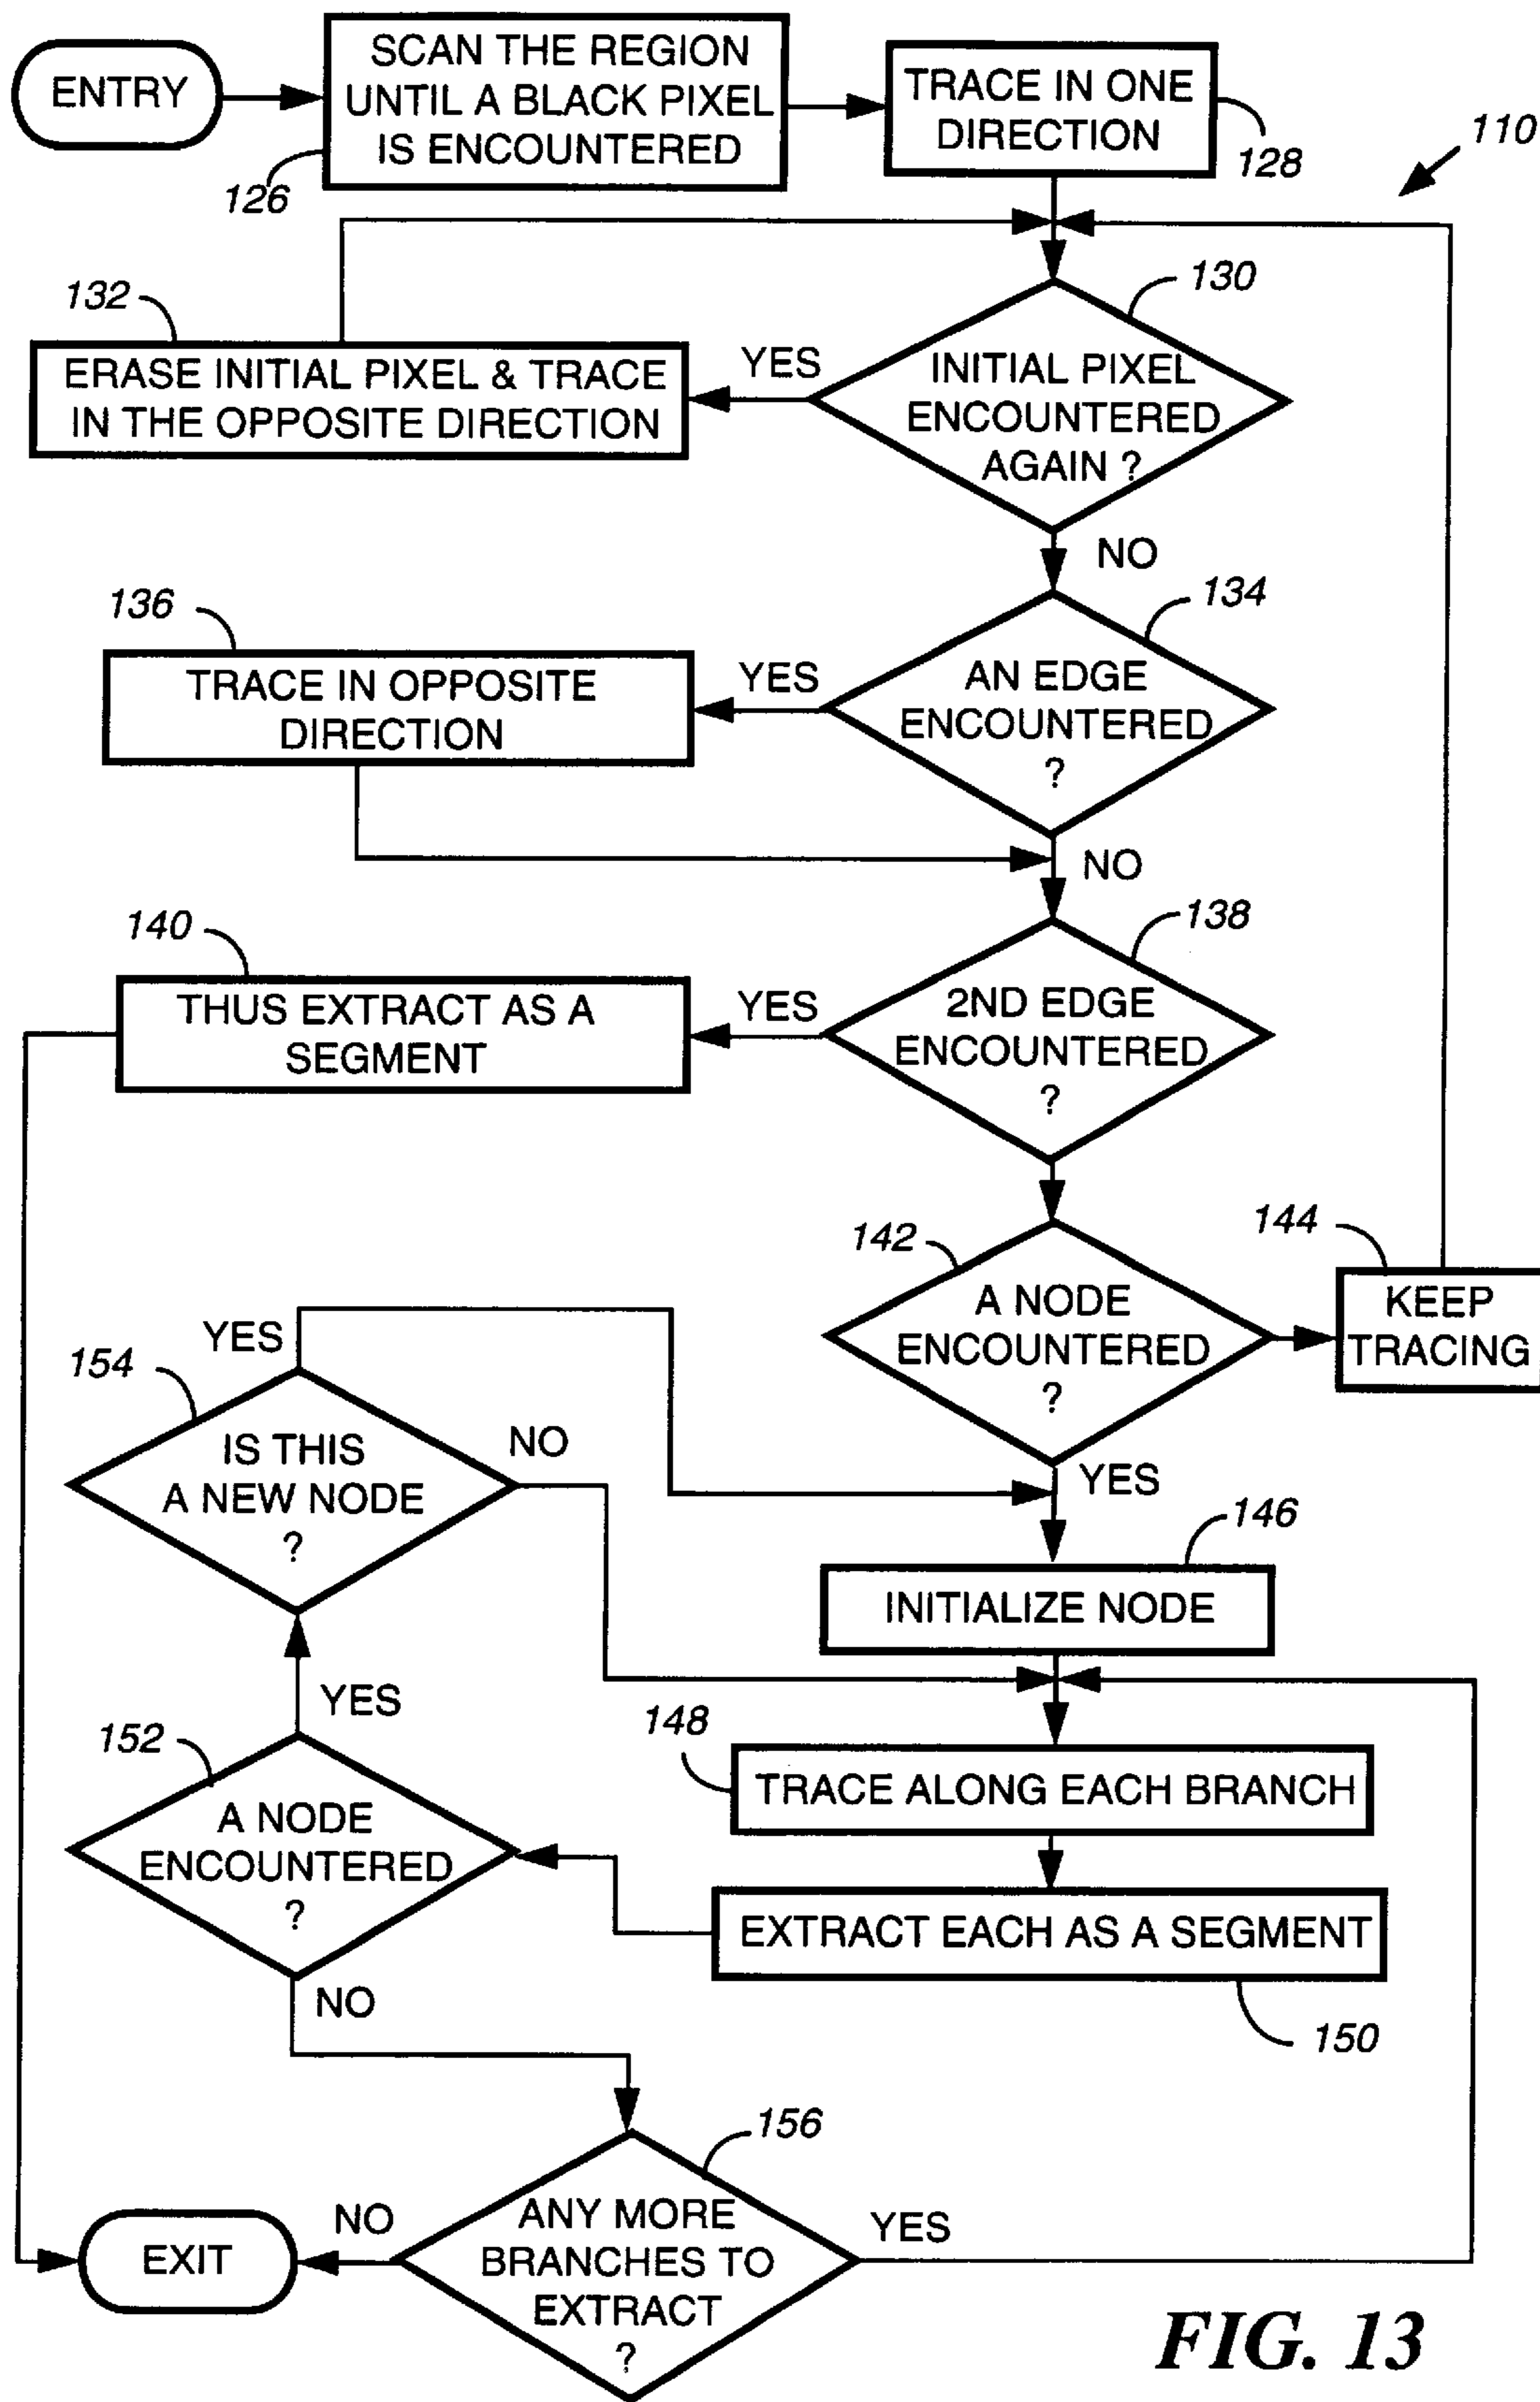 ENTRY
SCAN THE REGION
UNTIL A BLACK PIXEL
IS ENCOUNTERED
126
TRACE IN ONE
DIRECTION
128
110
130
INITIAL PIXEL
ENCOUNTERED
AGAIN ?
YES
132
ERASE INITIAL PIXEL & TRACE
IN THE OPPOSITE DIRECTION
NO
134
AN EDGE
ENCOUNTERED
?
YES
136
TRACE IN OPPOSITE
DIRECTION
NO
138
2ND EDGE
ENCOUNTERED
?
YES
140
THUS EXTRACT AS A
SEGMENT
142
A NODE
ENCOUNTERED
?
144
KEEP
TRACING
YES
146
INITIALIZE NODE
148
TRACE ALONG EACH BRANCH
EXTRACT EACH AS A SEGMENT
150
YES
154
IS THIS
A NEW NODE
?
NO
YES
152
A NODE
ENCOUNTERED
?
NO
156
ANY MORE
BRANCHES TO
EXTRACT
?
YES
NO
EXIT
FIG. 13